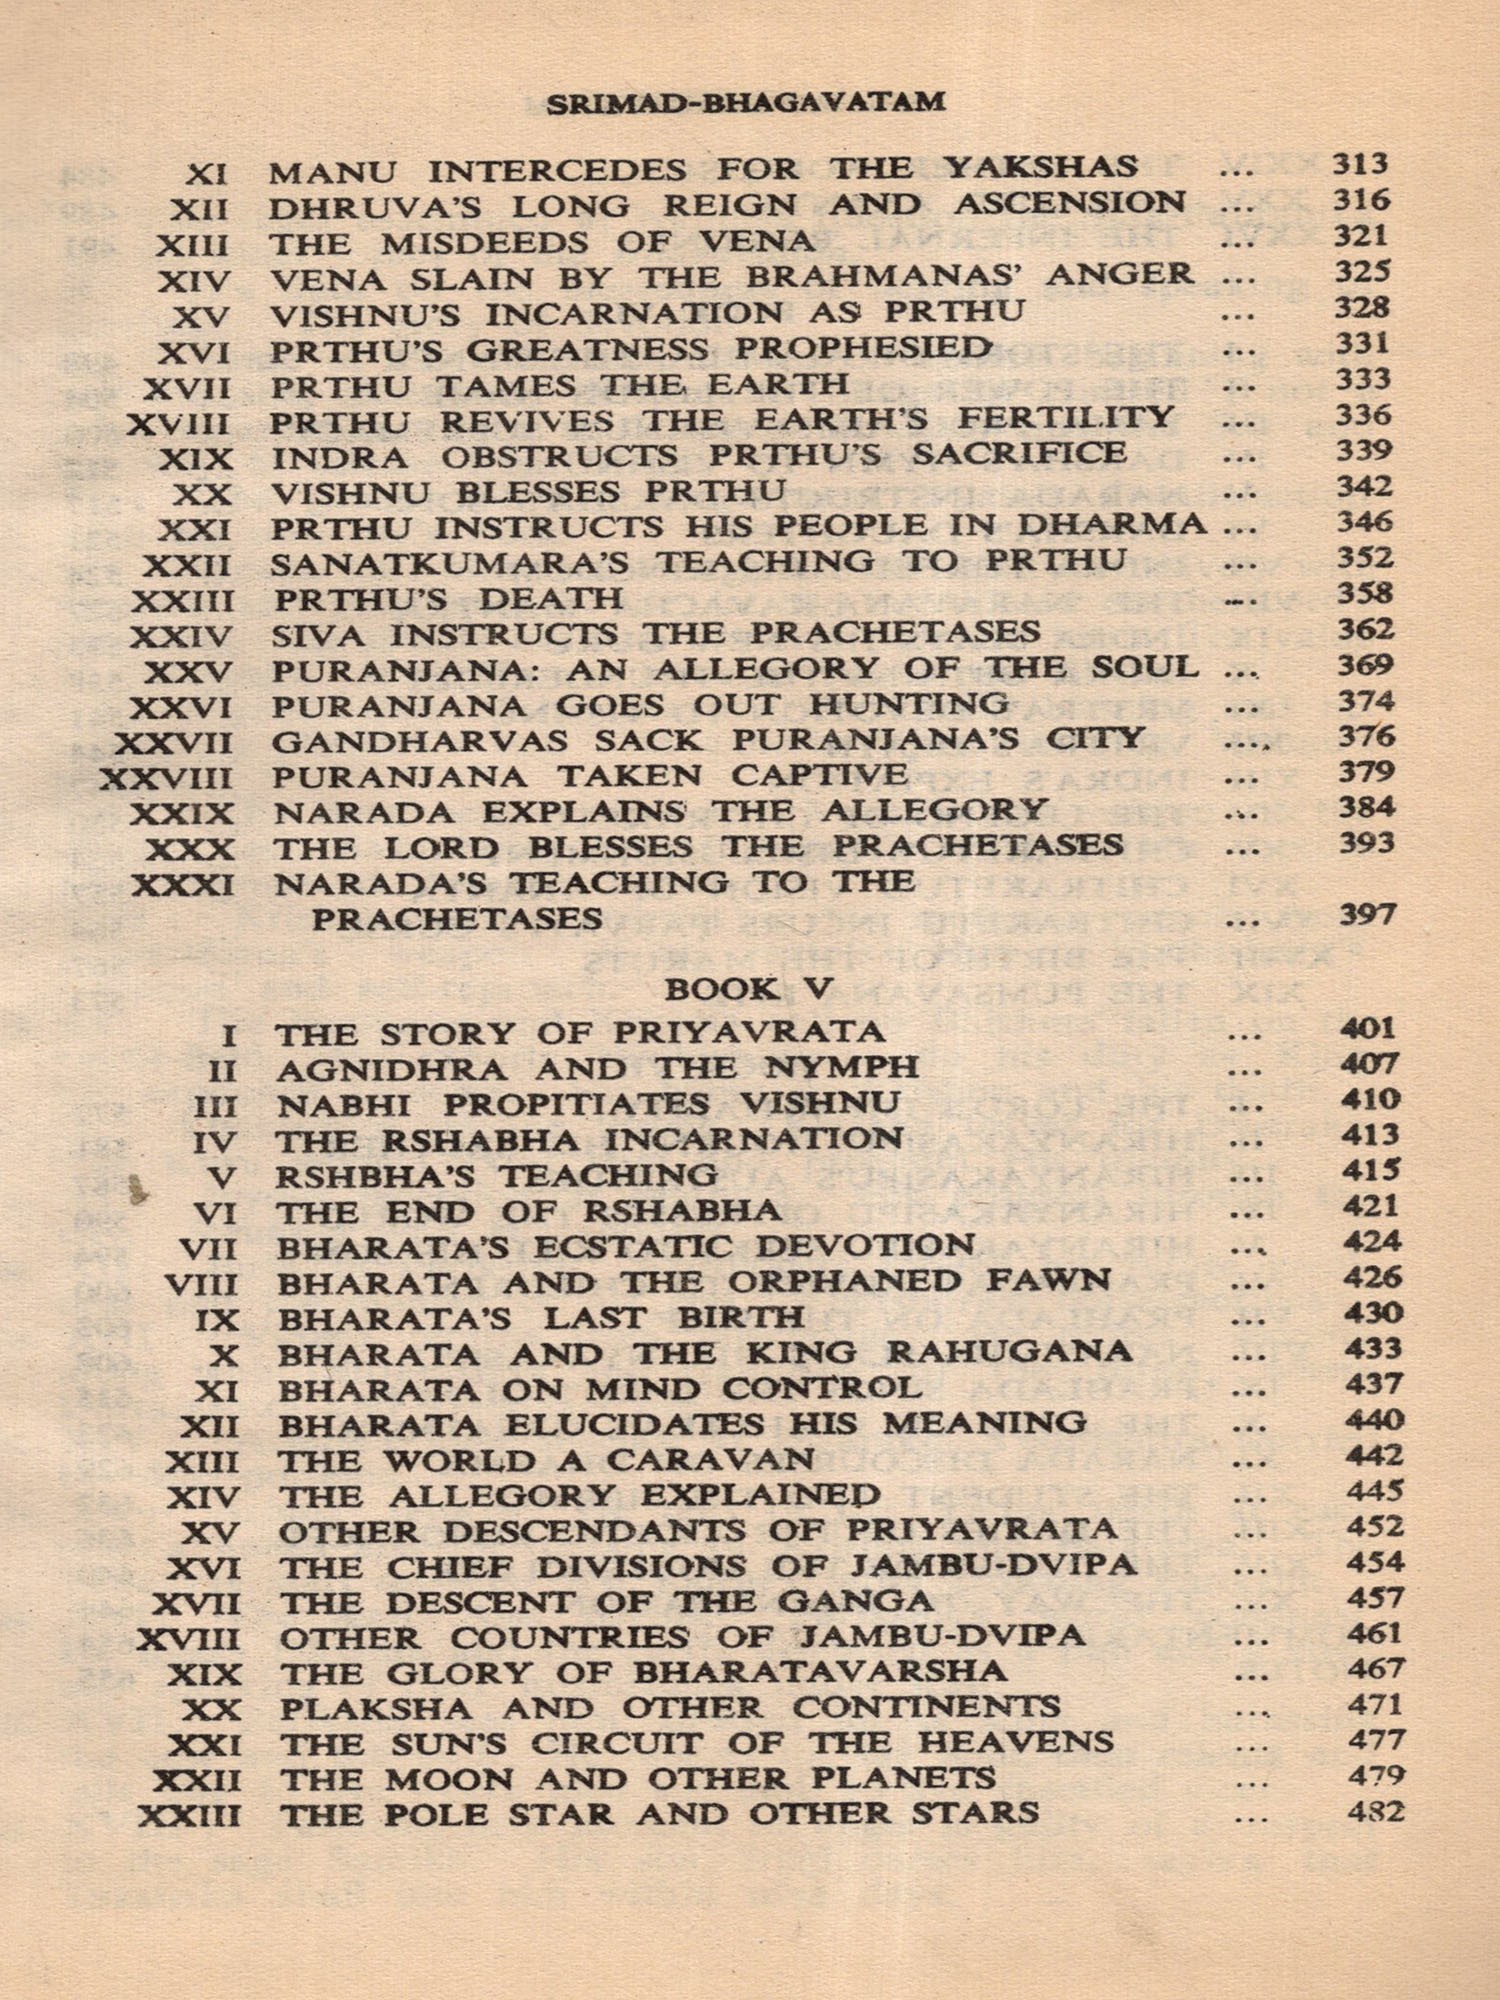 SRIMAD-BHAGAVATAM
XI MANU INTERCEDES FOR THE YAKSHAS ... 313
XII DHRUVA'S LONG REIGN AND ASCENSION ... 316
XIII THE MISDEEDS OF VENA ... 321
XIV VENA SLAIN BY THE BRAHMANAS' ANGER ... 325
XV VISHNU'S INCARNATION AS PRTHU ... 328
XVI PRTHU'S GREATNESS PROPHESIED ... 331
XVII PRTHU TAMES THE EARTH ... 333
XVIII PRTHU REVIVES THE EARTH'S FERTILITY ... 336
XIX INDRA OBSTRUCTS PRTHU'S SACRIFICE ... 339
XX VISHNU BLESSES PRTHU ... 342
XXI PRTHU INSTRUCTS HIS PEOPLE IN DHARMA ... 346
XXII SANATKUMARA'S TEACHING TO PRTHU ... 352
XXIII PRTHU'S DEATH ... 358
XXIV SIVA INSTRUCTS THE PRACHETASES ... 362
XXV PURANJANA: AN ALLEGORY OF THE SOUL ... 369
XXVI PURANJANA GOES OUT HUNTING ... 374
XXVII GANDHARVAS SACK PURANJANA'S CITY ... 376
XXVIII PURANJANA TAKEN CAPTIVE ... 379
XXIX NARADA EXPLAINS THE ALLEGORY ... 384
XXX THE LORD BLESSES THE PRACHETASES ... 393
XXXI NARADA'S TEACHING TO THE
PRACHETASES ... 397
BOOK V
I THE STORY OF PRIYAVRATA ... 401
II AGNIDHRA AND THE NYMPH ... 407
III NABHI PROPITIATES VISHNU ... 410
IV THE RSHABHA INCARNATION ... 413
V RSHBHA'S TEACHING ... 415
VI THE END OF RSHABHA ... 421
VII BHARATA'S ECSTATIC DEVOTION ... 424
VIII BHARATA AND THE ORPHANED FAWN ... 426
IX BHARATA'S LAST BIRTH ... 430
X BHARATA AND THE KING RAHUGANA ... 433
XI BHARATA ON MIND CONTROL ... 437
XII BHARATA ELUCIDATES HIS MEANING ... 440
XIII THE WORLD A CARAVAN ... 442
XIV THE ALLEGORY EXPLAINED ... 445
XV OTHER DESCENDANTS OF PRIYAVRATA ... 452
XVI THE CHIEF DIVISIONS OF JAMBU-DVIPA ... 454
XVII THE DESCENT OF THE GANGA ... 457
XVIII OTHER COUNTRIES OF JAMBU-DVIPA ... 461
XIX THE GLORY OF BHARATAVARSHA ... 467
XX PLAKSHA AND OTHER CONTINENTS ... 471
XXI THE SUN'S CIRCUIT OF THE HEAVENS ... 477
XXII THE MOON AND OTHER PLANETS ... 479
XXIII THE POLE STAR AND OTHER STARS ... 482